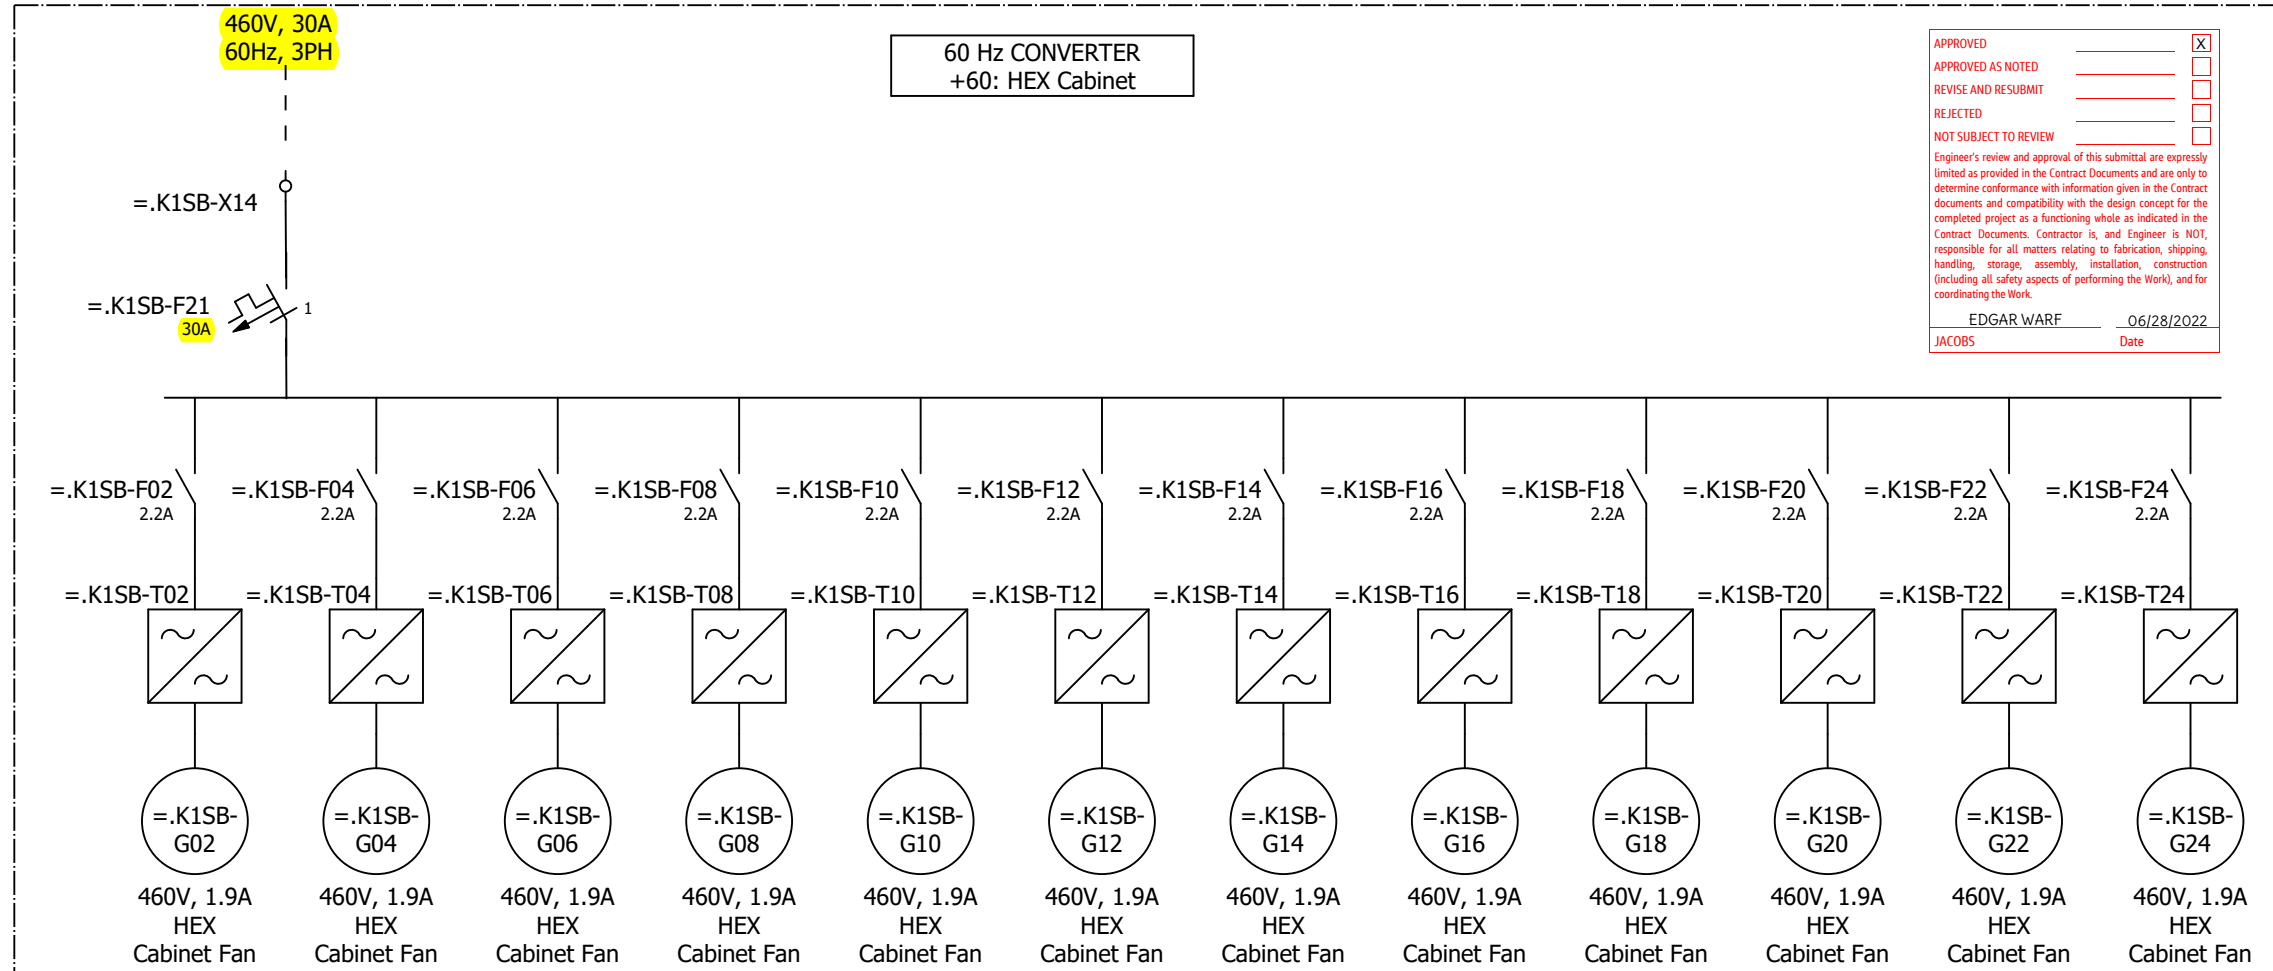 460V, 30A
60Hz, 3PH
60 Hz CONVERTER
+60: HEX Cabinet
APPROVED X
APPROVED AS NOTED
REVISE AND RESUBMIT
REJECTED
NOT SUBJECT TO REVIEW
Engineer's review and approval of this submittal are expressly
limited as provided in the Contract Documents and are only to
determine conformance with information given in the Contract
documents and compatibility with the design concept for the
completed project as a functioning whole as indicated in the
Contract Documents. Contractor is, and Engineer is NOT,
responsible for all matters relating to fabrication, shipping,
handling, storage, assembly, installation, construction
(including all safety aspects of performing the Work), and for
coordinating the Work.
EDGAR WARF 06/28/2022
JACOBS Date
=.K1SB-X14
=.K1SB-F21 1
30A
=.K1SB-F02 =.K1SB-F04 =.K1SB-F06 =.K1SB-F08 =.K1SB-F10 =.K1SB-F12 =.K1SB-F14 =.K1SB-F16 =.K1SB-F18 =.K1SB-F20 =.K1SB-F22 =.K1SB-F24
2.2A 2.2A 2.2A 2.2A 2.2A 2.2A 2.2A 2.2A 2.2A 2.2A 2.2A 2.2A
=.K1SB-T02 =.K1SB-T04 =.K1SB-T06 =.K1SB-T08 =.K1SB-T10 =.K1SB-T12 =.K1SB-T14 =.K1SB-T16 =.K1SB-T18 =.K1SB-T20 =.K1SB-T22 =.K1SB-T24
=.K1SB- =.K1SB- =.K1SB- =.K1SB- =.K1SB- =.K1SB- =.K1SB- =.K1SB- =.K1SB- =.K1SB- =.K1SB- =.K1SB-
G02 G04 G06 G08 G10 G12 G14 G16 G18 G20 G22 G24
460V, 1.9A 460V, 1.9A 460V, 1.9A 460V, 1.9A 460V, 1.9A 460V, 1.9A 460V, 1.9A 460V, 1.9A 460V, 1.9A 460V, 1.9A 460V, 1.9A 460V, 1.9A
HEX HEX HEX HEX HEX HEX HEX HEX HEX HEX HEX HEX
Cabinet Fan Cabinet Fan Cabinet Fan Cabinet Fan Cabinet Fan Cabinet Fan Cabinet Fan Cabinet Fan Cabinet Fan Cabinet Fan Cabinet Fan Cabinet Fan